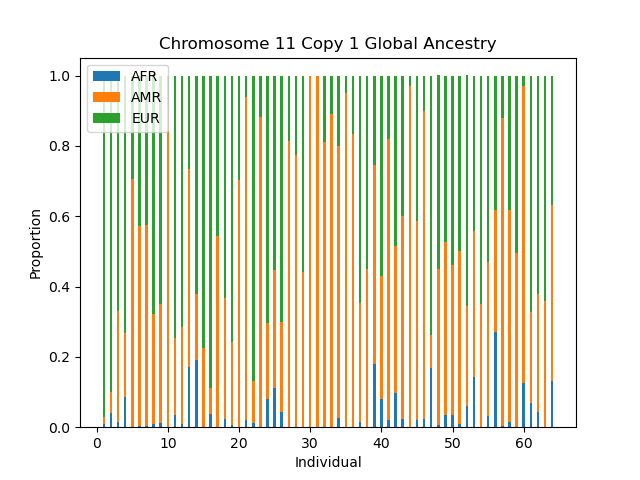 Chromosome 11 Copy 1 Global Ancestry
AFR
AMR
EUR
1.0
0.8
0.6
0.4
0.2
0.0
Proportion
0 10 20 30 40 50 60
Individual